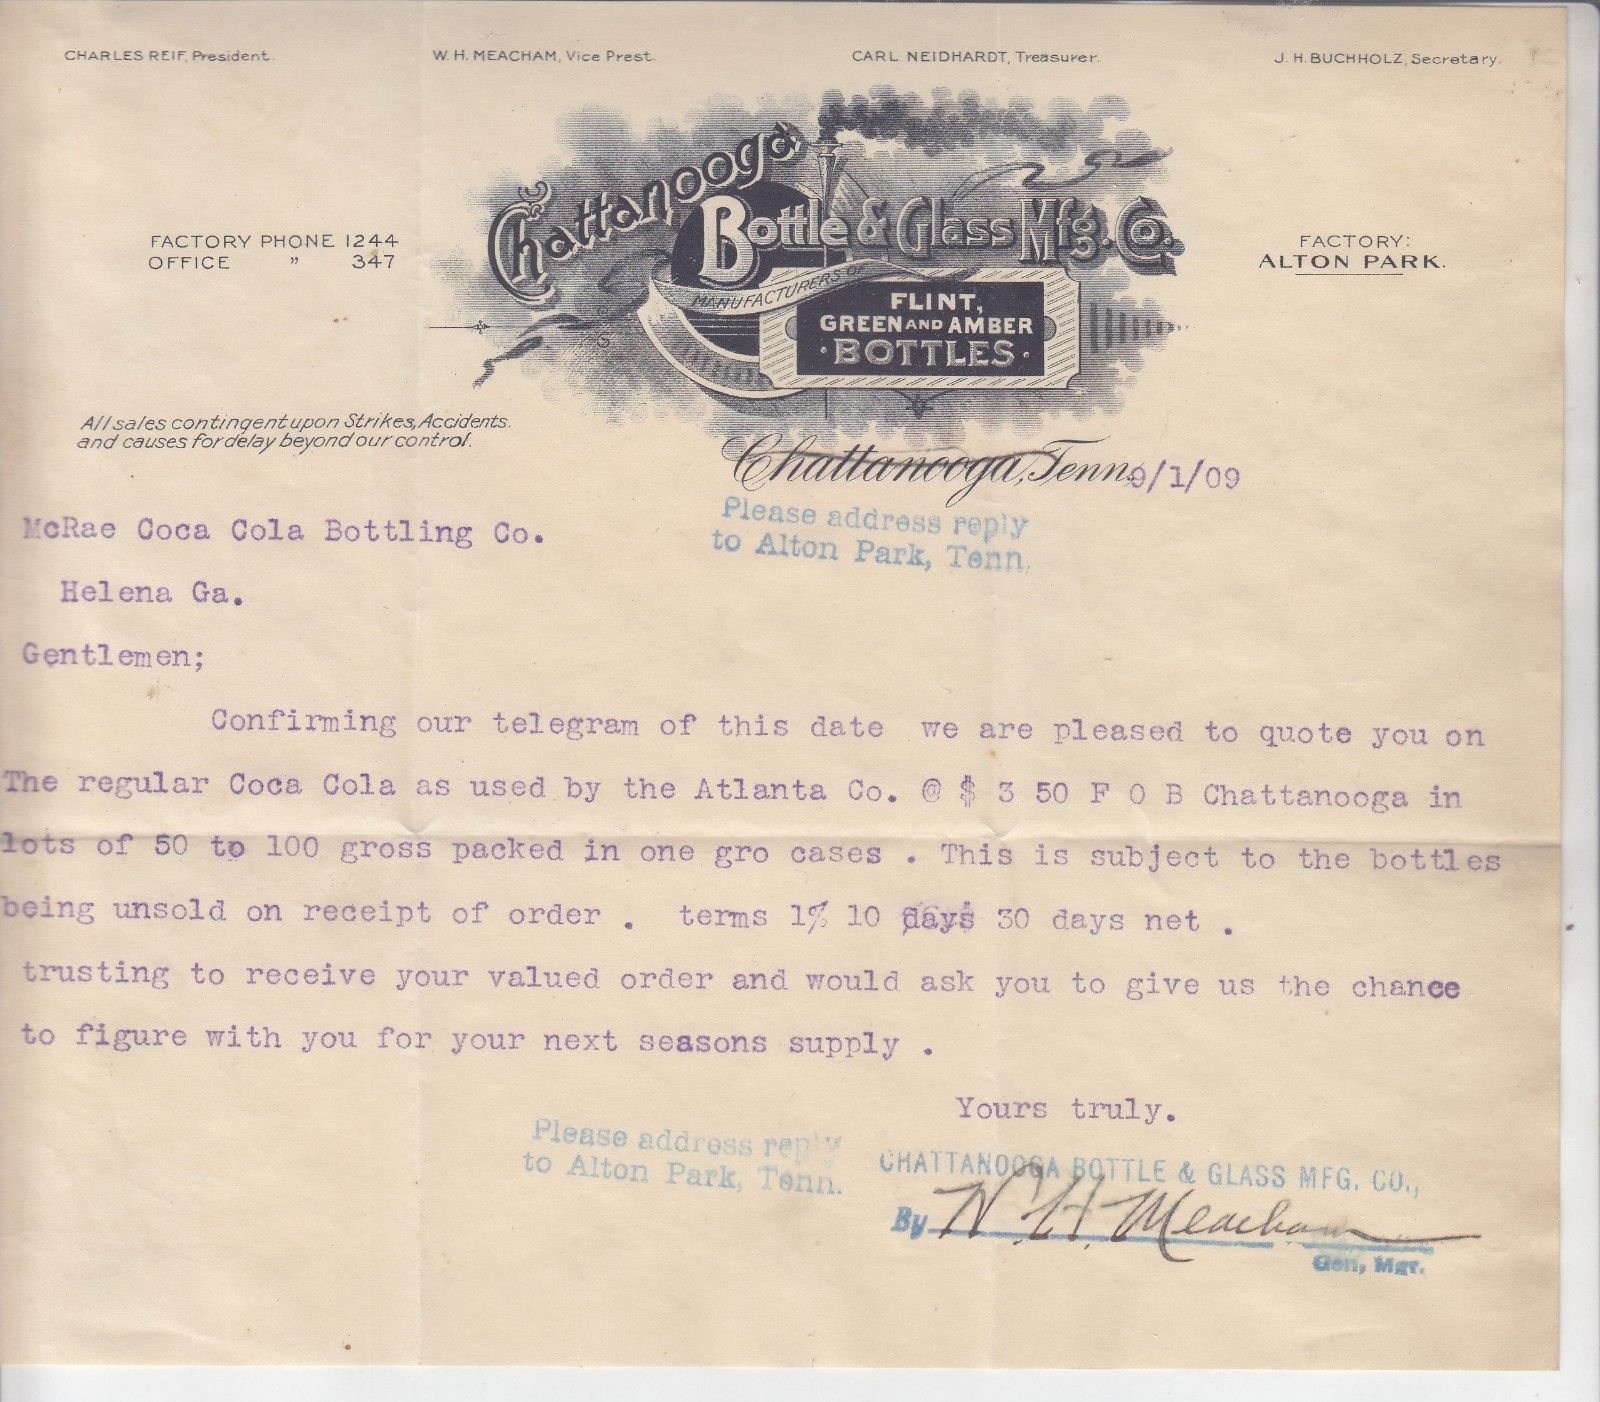 CHARLES REIF, President.
W. H. MEACHAM, Vice Prest.
CARL NEIDHARDT, Treasurer.
J. H. BUCHHOLZ, Secretary.
Chattanooga
Bottle & Glass Mfg. Co.
MANUFACTURERS OF
FLINT,
GREEN AND AMBER
· BOTTLES ·
FACTORY PHONE 1244
OFFICE " 347
FACTORY:
ALTON PARK.
All sales contingent upon Strikes, Accidents.
and causes for delay beyond our control.
Chattanooga, Tenn. 9/1/09
Please address reply
to Alton Park, Tenn.
McRae Coca Cola Bottling Co.
Helena Ga.
Gentlemen;
Confirming our telegram of this date we are pleased to quote you on
The regular Coca Cola as used by the Atlanta Co. @ $ 3 50 F O B Chattanooga in
lots of 50 to 100 gross packed in one gro cases . This is subject to the bottles
being unsold on receipt of order . terms 1% 10 days 30 days net .
trusting to receive your valued order and would ask you to give us the chance
to figure with you for your next seasons supply .
Yours truly.
Please address reply
to Alton Park, Tenn.
CHATTANOOGA BOTTLE & GLASS MFG. CO.,
By W. H. Meacham
Gen, Mgr.